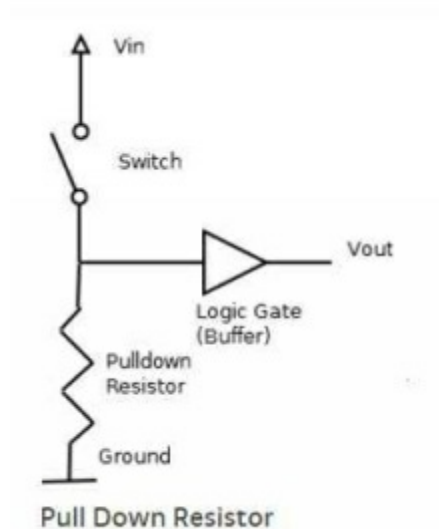 Vin
Switch
Vout
Logic Gate
(Buffer)
Pulldown
Resistor
Ground
Pull Down Resistor